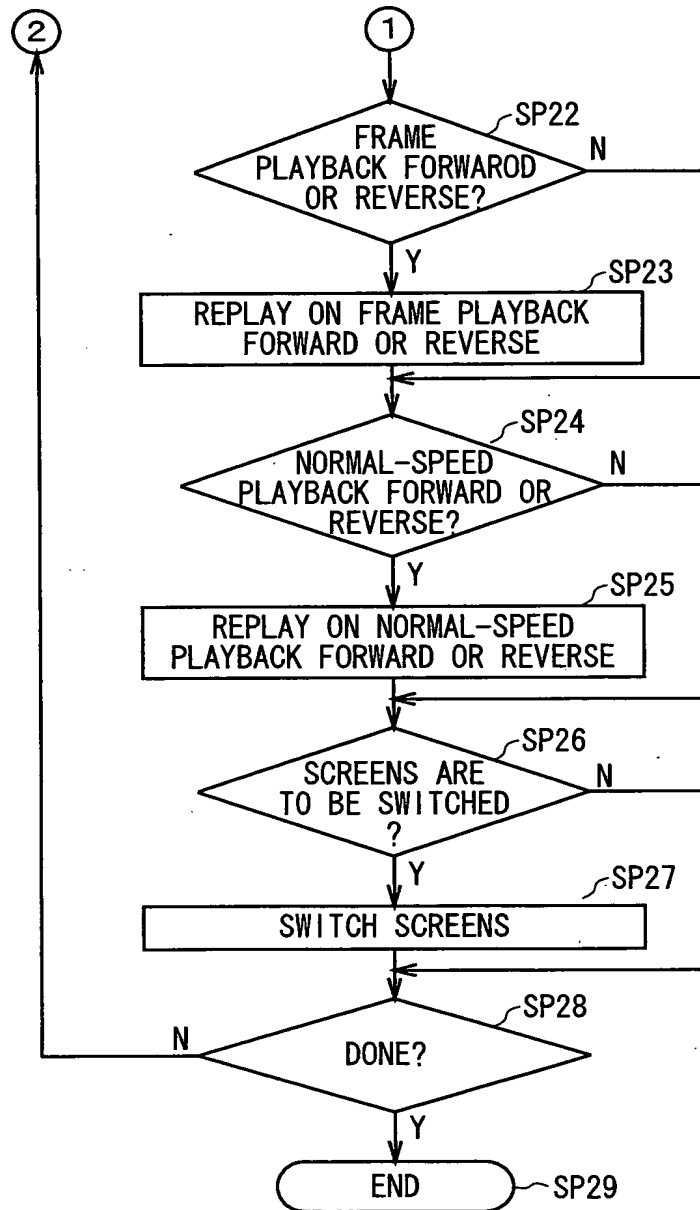 2
1
SP22
FRAME
PLAYBACK FORWAROD
OR REVERSE?
N
Y
SP23
REPLAY ON FRAME PLAYBACK
FORWARD OR REVERSE
SP24
NORMAL-SPEED
PLAYBACK FORWARD OR
REVERSE?
N
Y
SP25
REPLAY ON NORMAL-SPEED
PLAYBACK FORWARD OR REVERSE
SP26
SCREENS ARE
TO BE SWITCHED
?
N
Y
SP27
SWITCH SCREENS
SP28
N
DONE?
Y
END
SP29